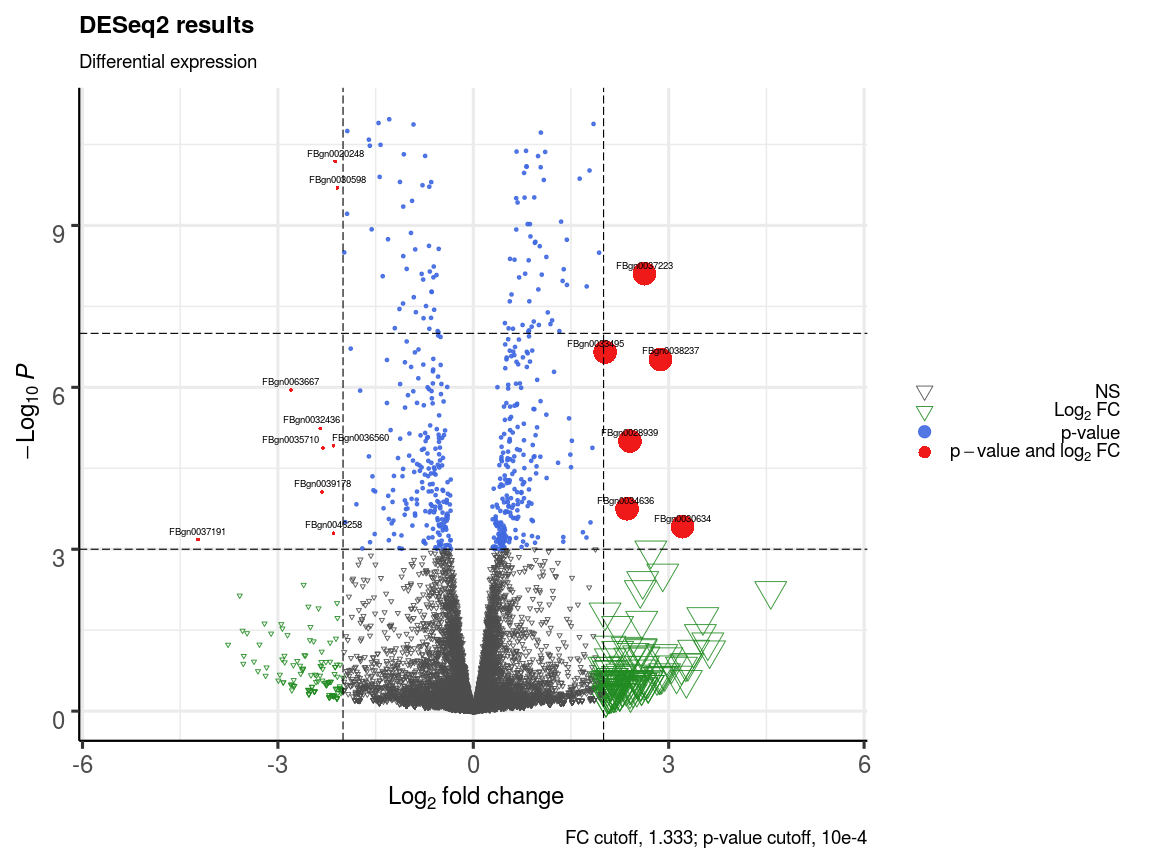 DESeq2 results
Differential expression
FBgn0020248
FBgn0030598
9
FBgn0037223
FBgn0038237
6
FBgn0063667
FBgn0032436
FBgn0035710
FBgn0036560
FBgn0039178
FBgn0034636
FBgn0030634
FBgn0037191
3
0
−Log10 P
-6
-3
0
3
6
Log2 fold change
NS
Log2 FC
p-value
p − value and log2 FC
FC cutoff, 1.333; p-value cutoff, 10e-4